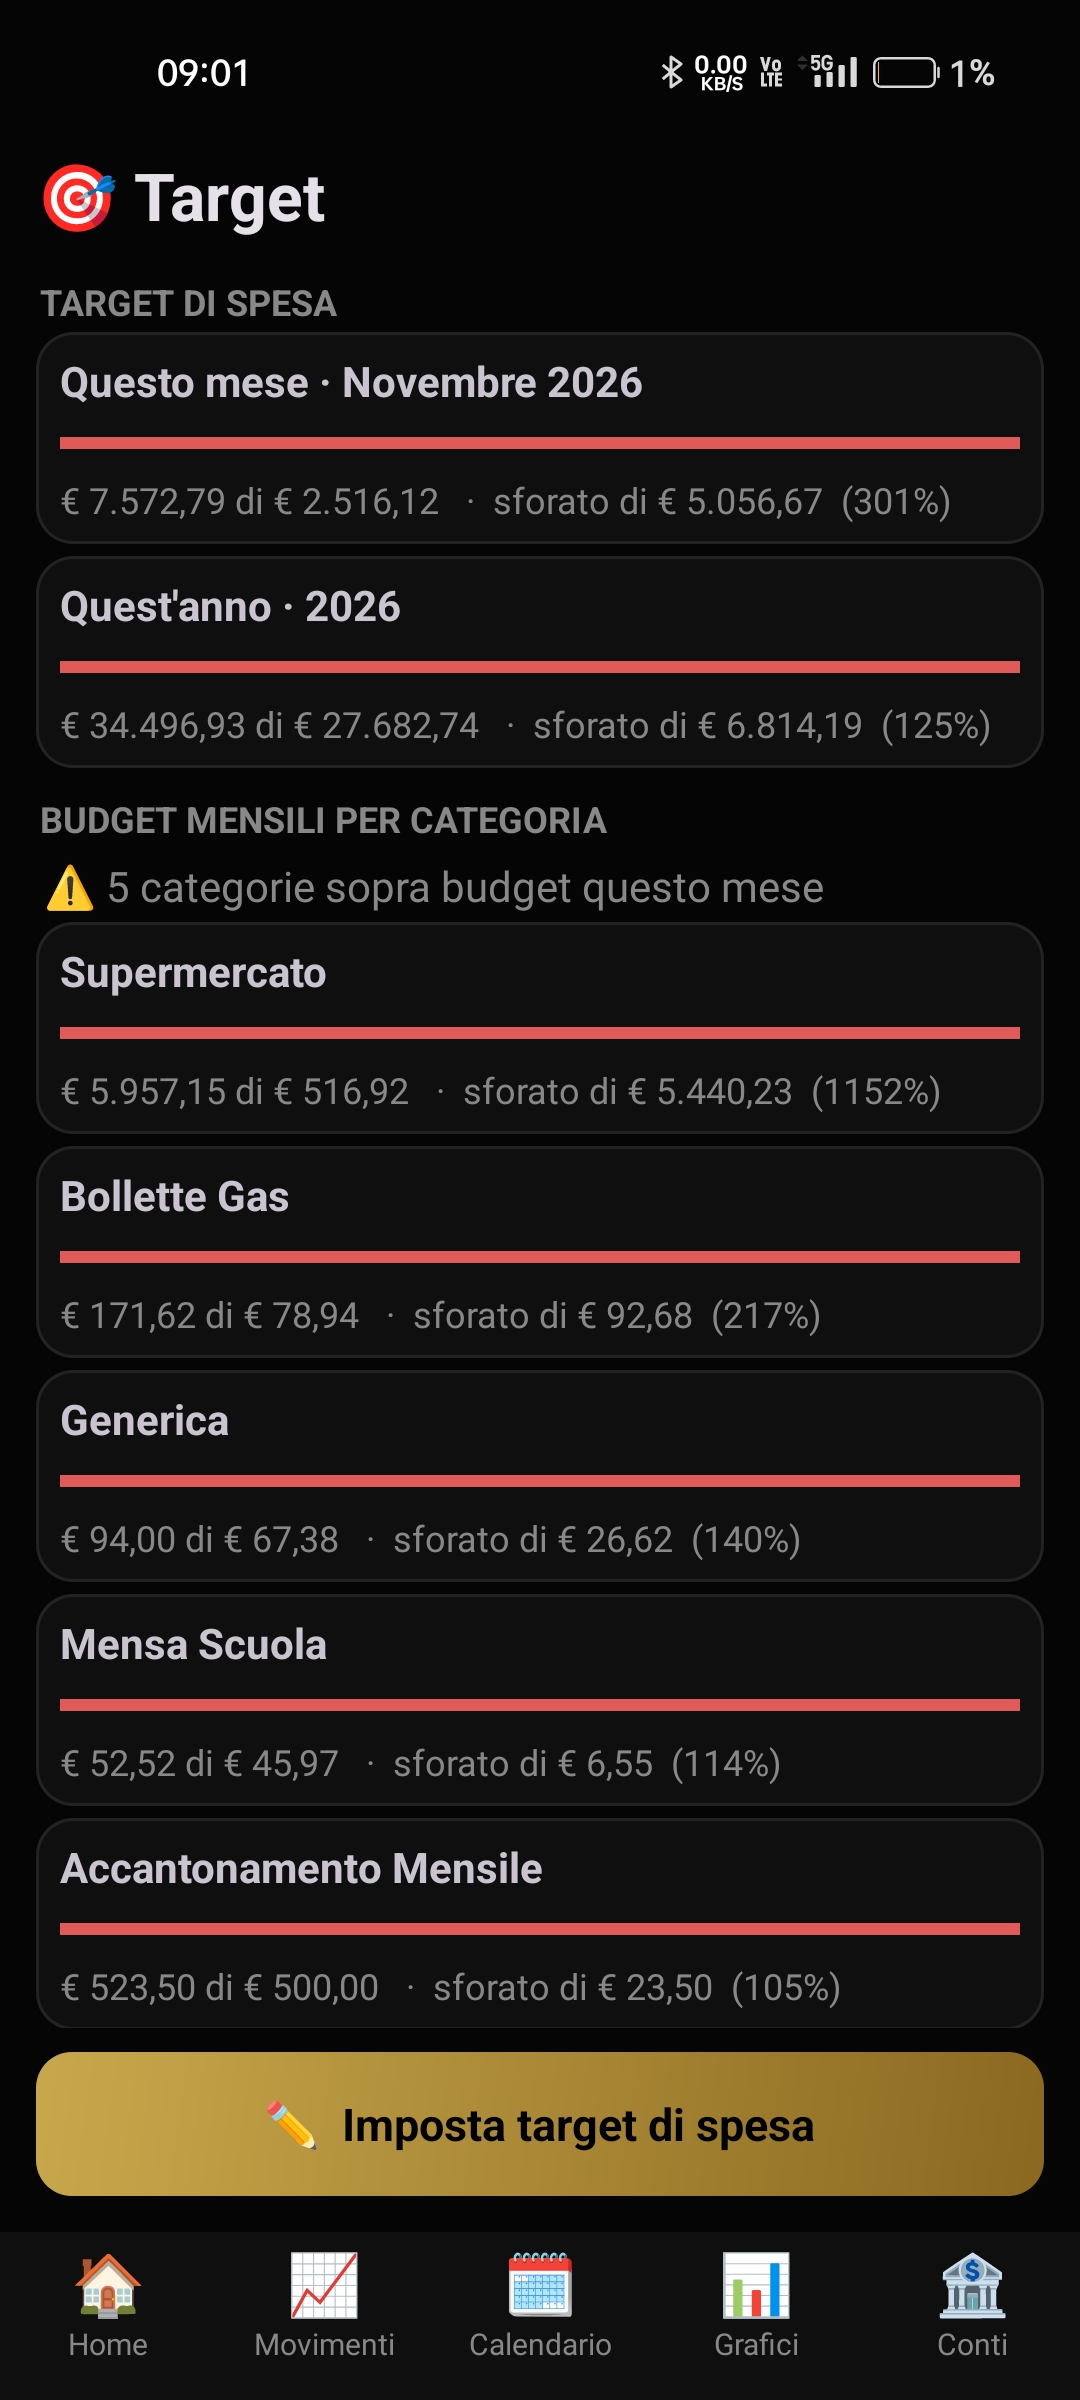 09:01
0.00 KB/S Vo LTE 5G 1%
Target
TARGET DI SPESA
Questo mese · Novembre 2026
€ 7.572,79 di € 2.516,12 · sforato di € 5.056,67 (301%)
Quest'anno · 2026
€ 34.496,93 di € 27.682,74 · sforato di € 6.814,19 (125%)
BUDGET MENSILI PER CATEGORIA
⚠️ 5 categorie sopra budget questo mese
Supermercato
€ 5.957,15 di € 516,92 · sforato di € 5.440,23 (1152%)
Bollette Gas
€ 171,62 di € 78,94 · sforato di € 92,68 (217%)
Generica
€ 94,00 di € 67,38 · sforato di € 26,62 (140%)
Mensa Scuola
€ 52,52 di € 45,97 · sforato di € 6,55 (114%)
Accantonamento Mensile
€ 523,50 di € 500,00 · sforato di € 23,50 (105%)
Imposta target di spesa
Home
Movimenti
Calendario
Grafici
Conti